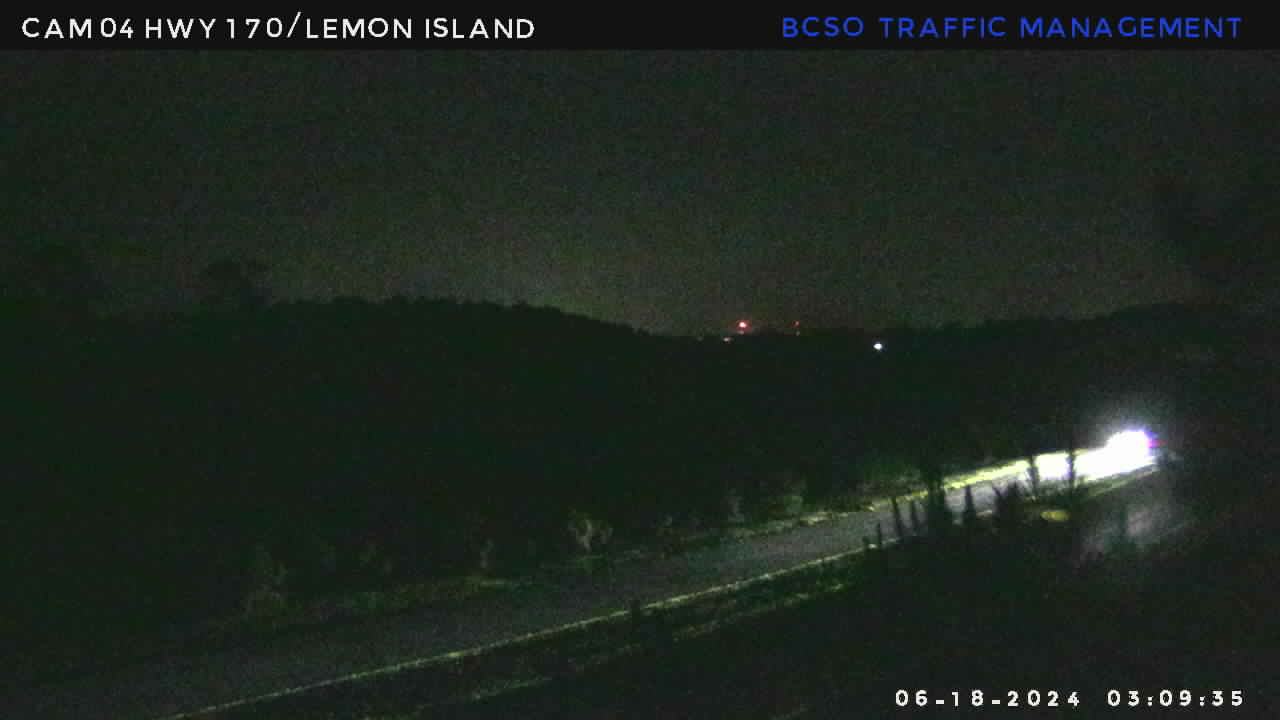 CAM04 HWY 170/LEMON ISLAND
BCSO TRAFFIC MANAGEMENT
06-18-2024 03:09:35